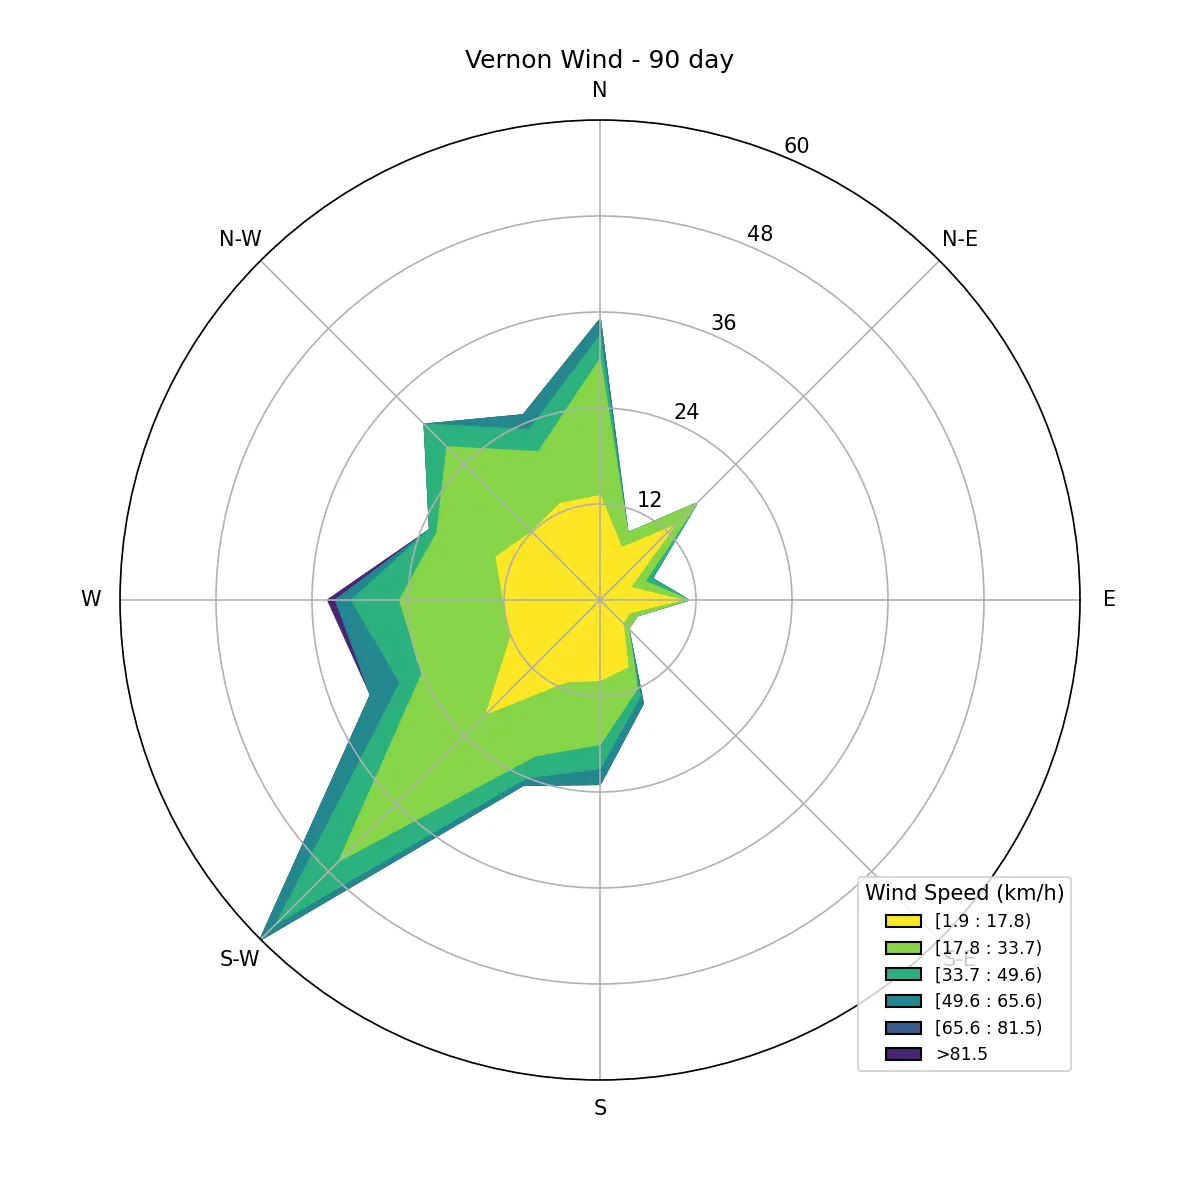 Vernon Wind - 90 day
N
60
N-W
48
N-E
36
24
12
W
E
Wind Speed (km/h)
[1.9 : 17.8)
[17.8 : 33.7)
S-W
S-E
[33.7 : 49.6)
[49.6 : 65.6)
[65.6 : 81.5)
>81.5
S